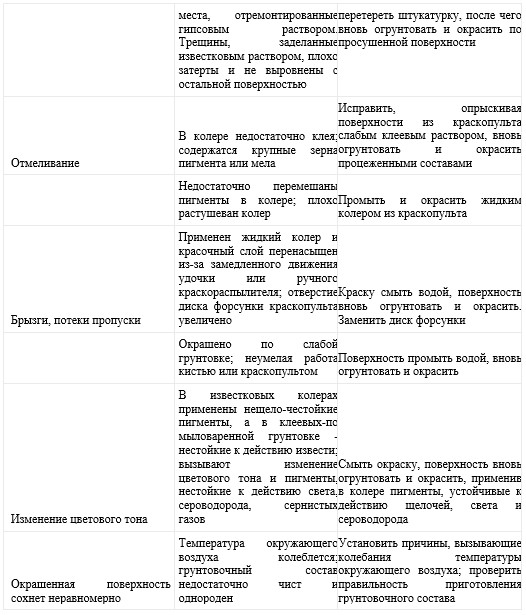 места, отремонтированные
гипсовым раствором.
Трещины, заделанные
известковым раствором, плохо
затерты и не выровнены с
остальной поверхностью
перетереть штукатурку, после чего
вновь огрунтовать и окрасить по
просушенной поверхности
Отмеливание
В колере недостаточно клея;
содержатся крупные зерна
пигмента или мела
Исправить, опрыскивая
поверхности из краскопульта
слабым клеевым раствором, вновь
огрунтовать и окрасить
процеженными составами
Недостаточно перемешаны
пигменты в колере; плохо
растушеван колер
Промыть и окрасить жидким
колером из краскопульта
Брызги, потеки пропуски
Применен жидкий колер и
красочный слой перенасыщен
из-за замедленного движения
удочки или ручного
краскораспылителя; отверстие
диска форсунки краскопульта
увеличено
Краску смыть водой, поверхность
вновь огрунтовать и окрасить.
Заменить диск форсунки
Окрашено по слабой
грунтовке; неумелая работа
кистью или краскопультом
Поверхность промыть водой, вновь
огрунтовать и окрасить
Изменение цветового тона
В известковых колерах
применены нещело-честойкие
пигменты, а в клеевых-по
мыловаренной грунтовке -
нестойкие к действию извести;
вызывают изменение
цветового тона и пигменты,
нестойкие к действию света,
сероводорода, сернистых
газов
Смыть окраску, поверхность вновь
огрунтовать и окрасить, применив
в колере пигменты, устойчивые к
действию щелочей, света и
сероводорода
Окрашенная поверхность
сохнет неравномерно
Температура окружающего
воздуха колеблется;
грунтовочный состав
недостаточно чист и
однороден
Установить причины, вызывающие
колебания температуры
окружающего воздуха; проверить
правильность приготовления
грунтовочного состава